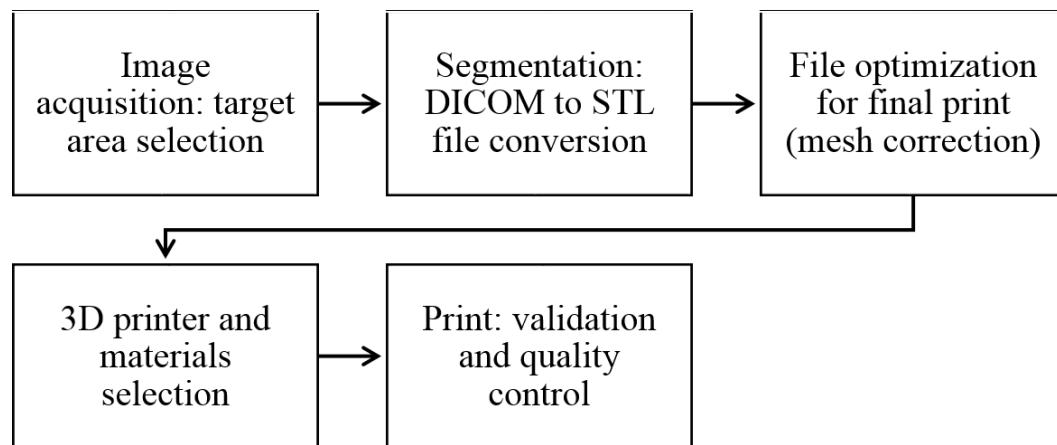 Image
acquisition: target
area selection
Segmentation:
DICOM to STL
file conversion
File optimization
for final print
(mesh correction)
3D printer and
materials
selection
Print: validation
and quality
control